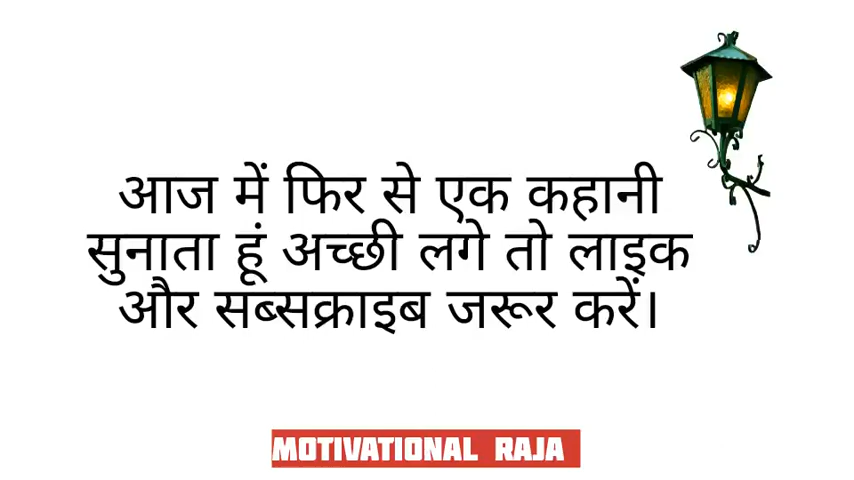 आज में फिर से एक कहानी
सुनाता हूं अच्छी लगे तो लाइक
और सब्सक्राइब जरूर करें।
MOTIVATIONAL RAJA